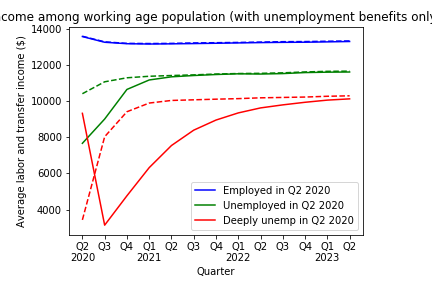 come among working age population (with unemployment benefits only
Average labor and transfer income ($)
14000
12000
10000
8000
6000
4000
Employed in Q2 2020
Unemployed in Q2 2020
Deeply unemp in Q2 2020
Q2 Q3 Q4 Q1 Q2 Q3 Q4 Q1 Q2 Q3 Q4 Q1 Q2
2020 2021 2022 2023
Quarter